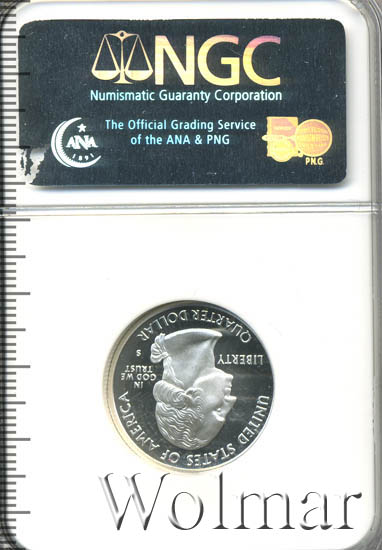 NGC
Numismatic Guaranty Corporation
The Official Grading Service
of the ANA & PNG
ANA
1891
P.N.G.
UNITED STATES OF AMERICA
LIBERTY
IN
GOD WE
TRUST
S
QUARTER DOLLAR
Wolmar